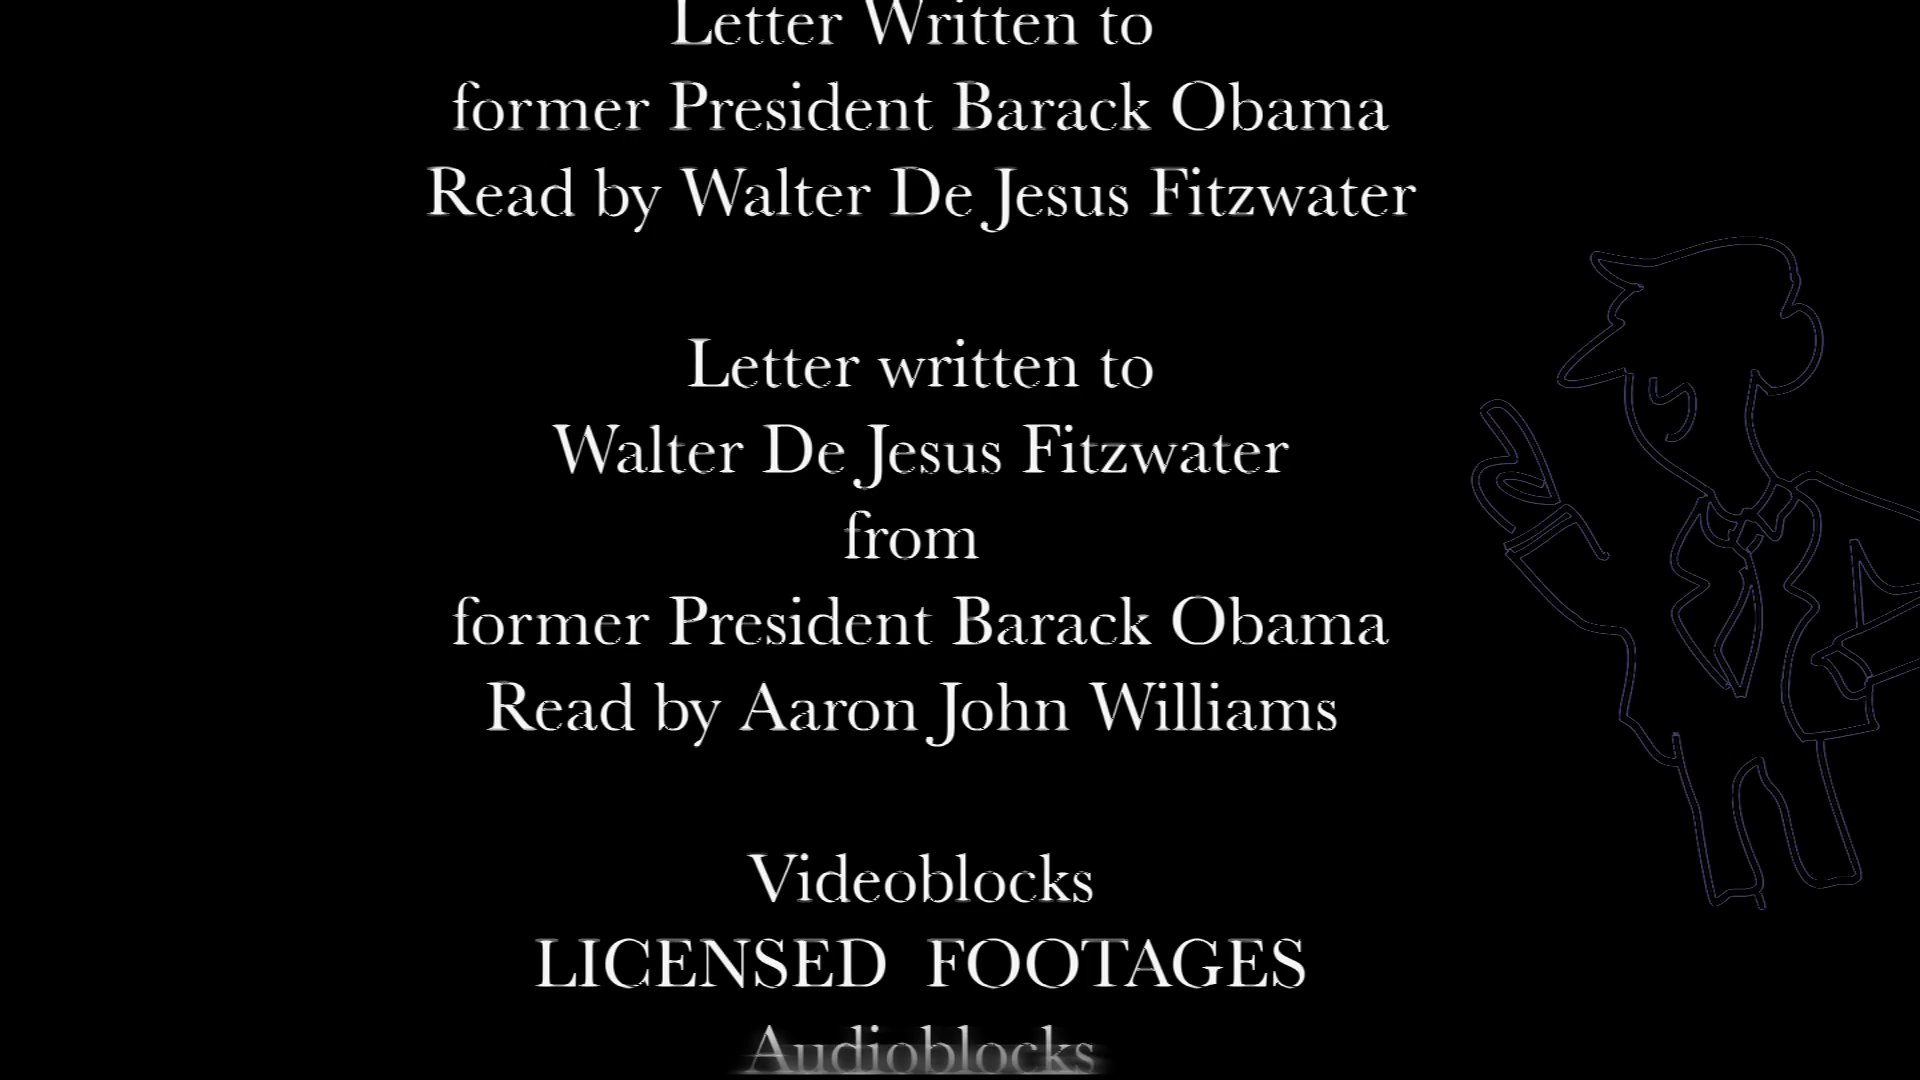 Letter Written to
former President Barack Obama
Read by Walter De Jesus Fitzwater
Letter written to
Walter De Jesus Fitzwater
from
former President Barack Obama
Read by Aaron John Williams
Videoblocks
LICENSED FOOTAGES
Audioblocks